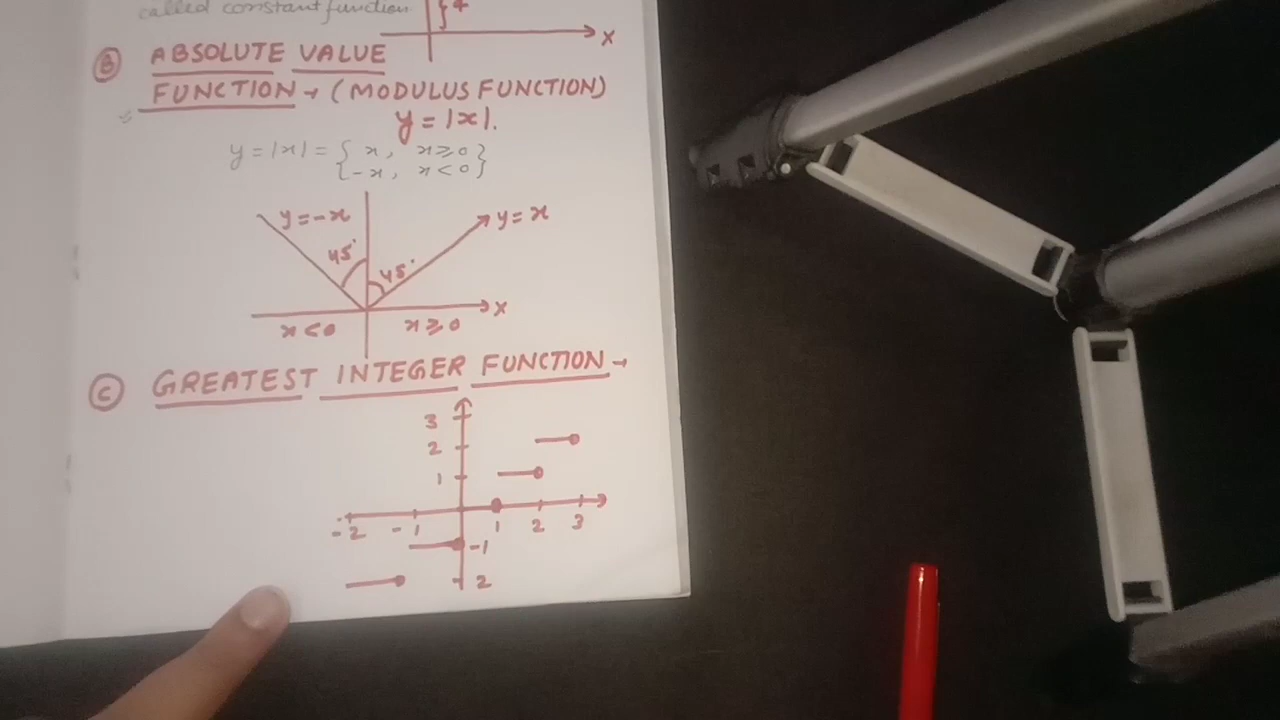 called constant function
4
x
B ABSOLUTE VALUE
FUNCTION → (MODULUS FUNCTION)
y = |x|.
y = |x| = { x, x ≥ 0 }
{ -x, x < 0 }
y = -x
y = x
45°
45°
x
x < 0
x ≥ 0
C GREATEST INTEGER FUNCTION →
3
2
1
-2 -1 1 2 3
-1
- 2